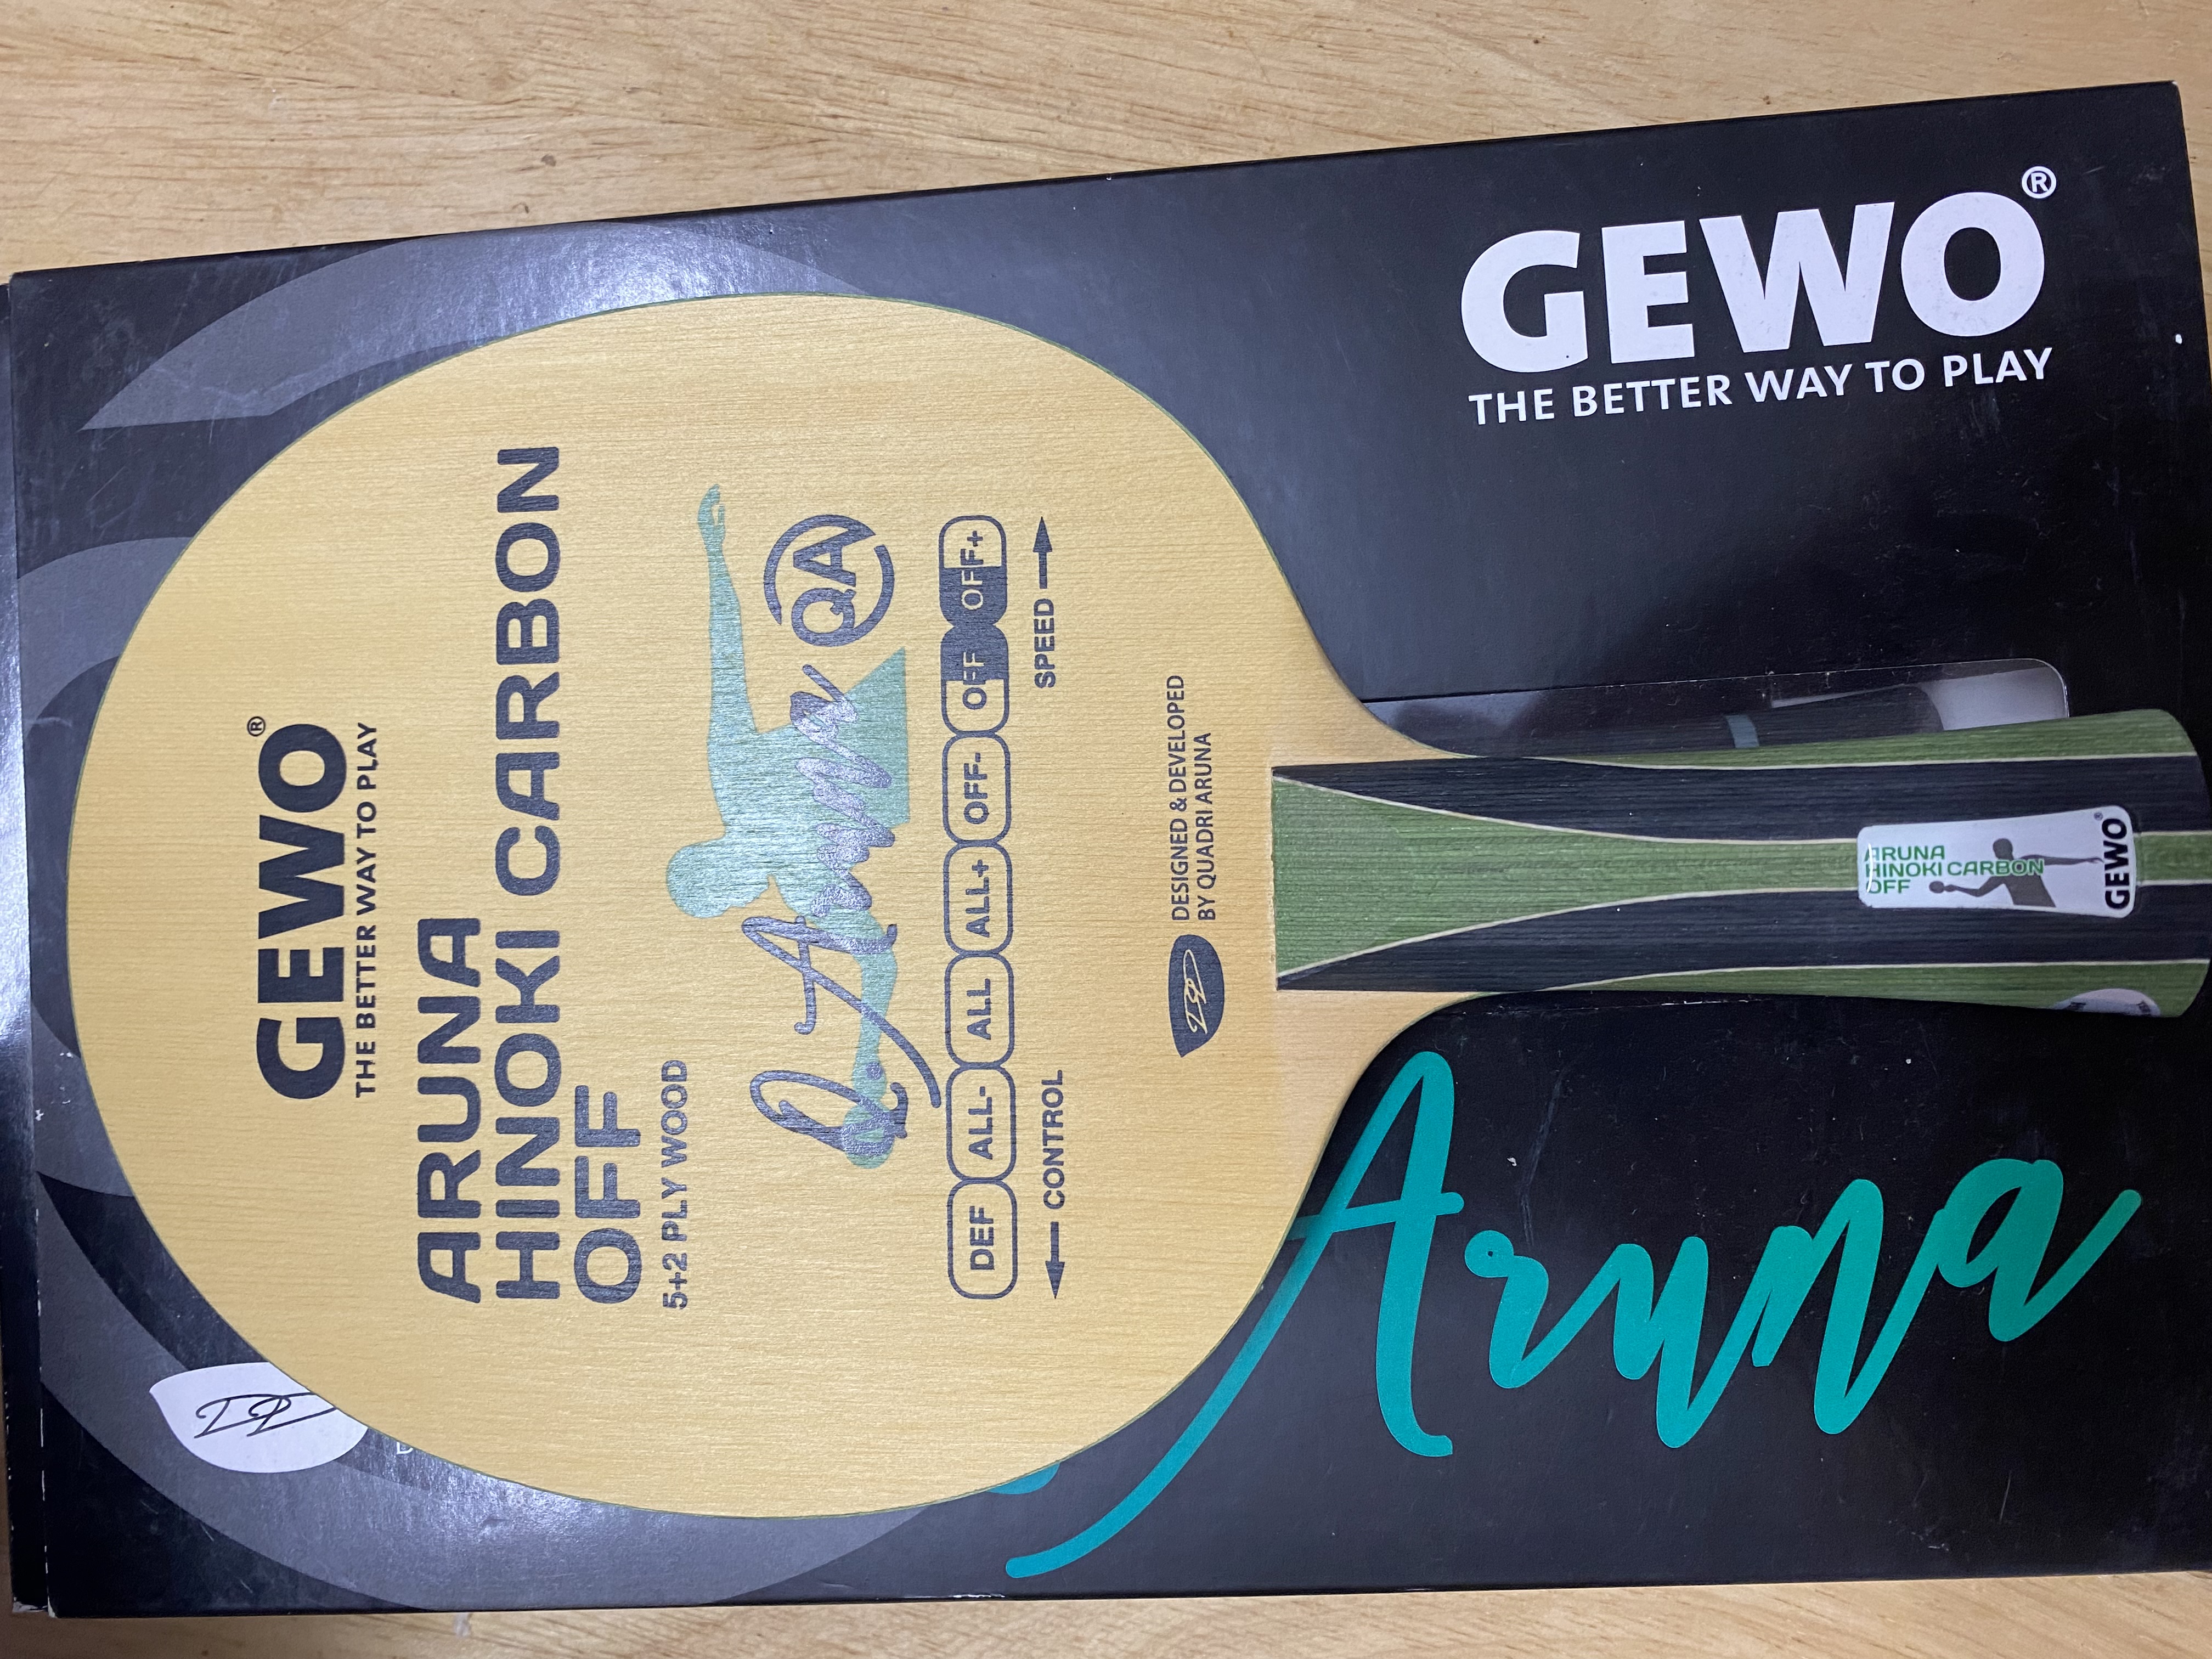 GEWO®
THE BETTER WAY TO PLAY
GEWO®
THE BETTER WAY TO PLAY
ARUNA
HINOKI CARBON
OFF
5+2 PLY WOOD
Q. Aruna QA
DEF ALL- ALL ALL+ OFF- OFF OFF+
CONTROL SPEED
DESIGNED & DEVELOPED
BY QUADRI ARUNA
ARUNA
HINOKI CARBON
OFF
GEWO®
Aruna